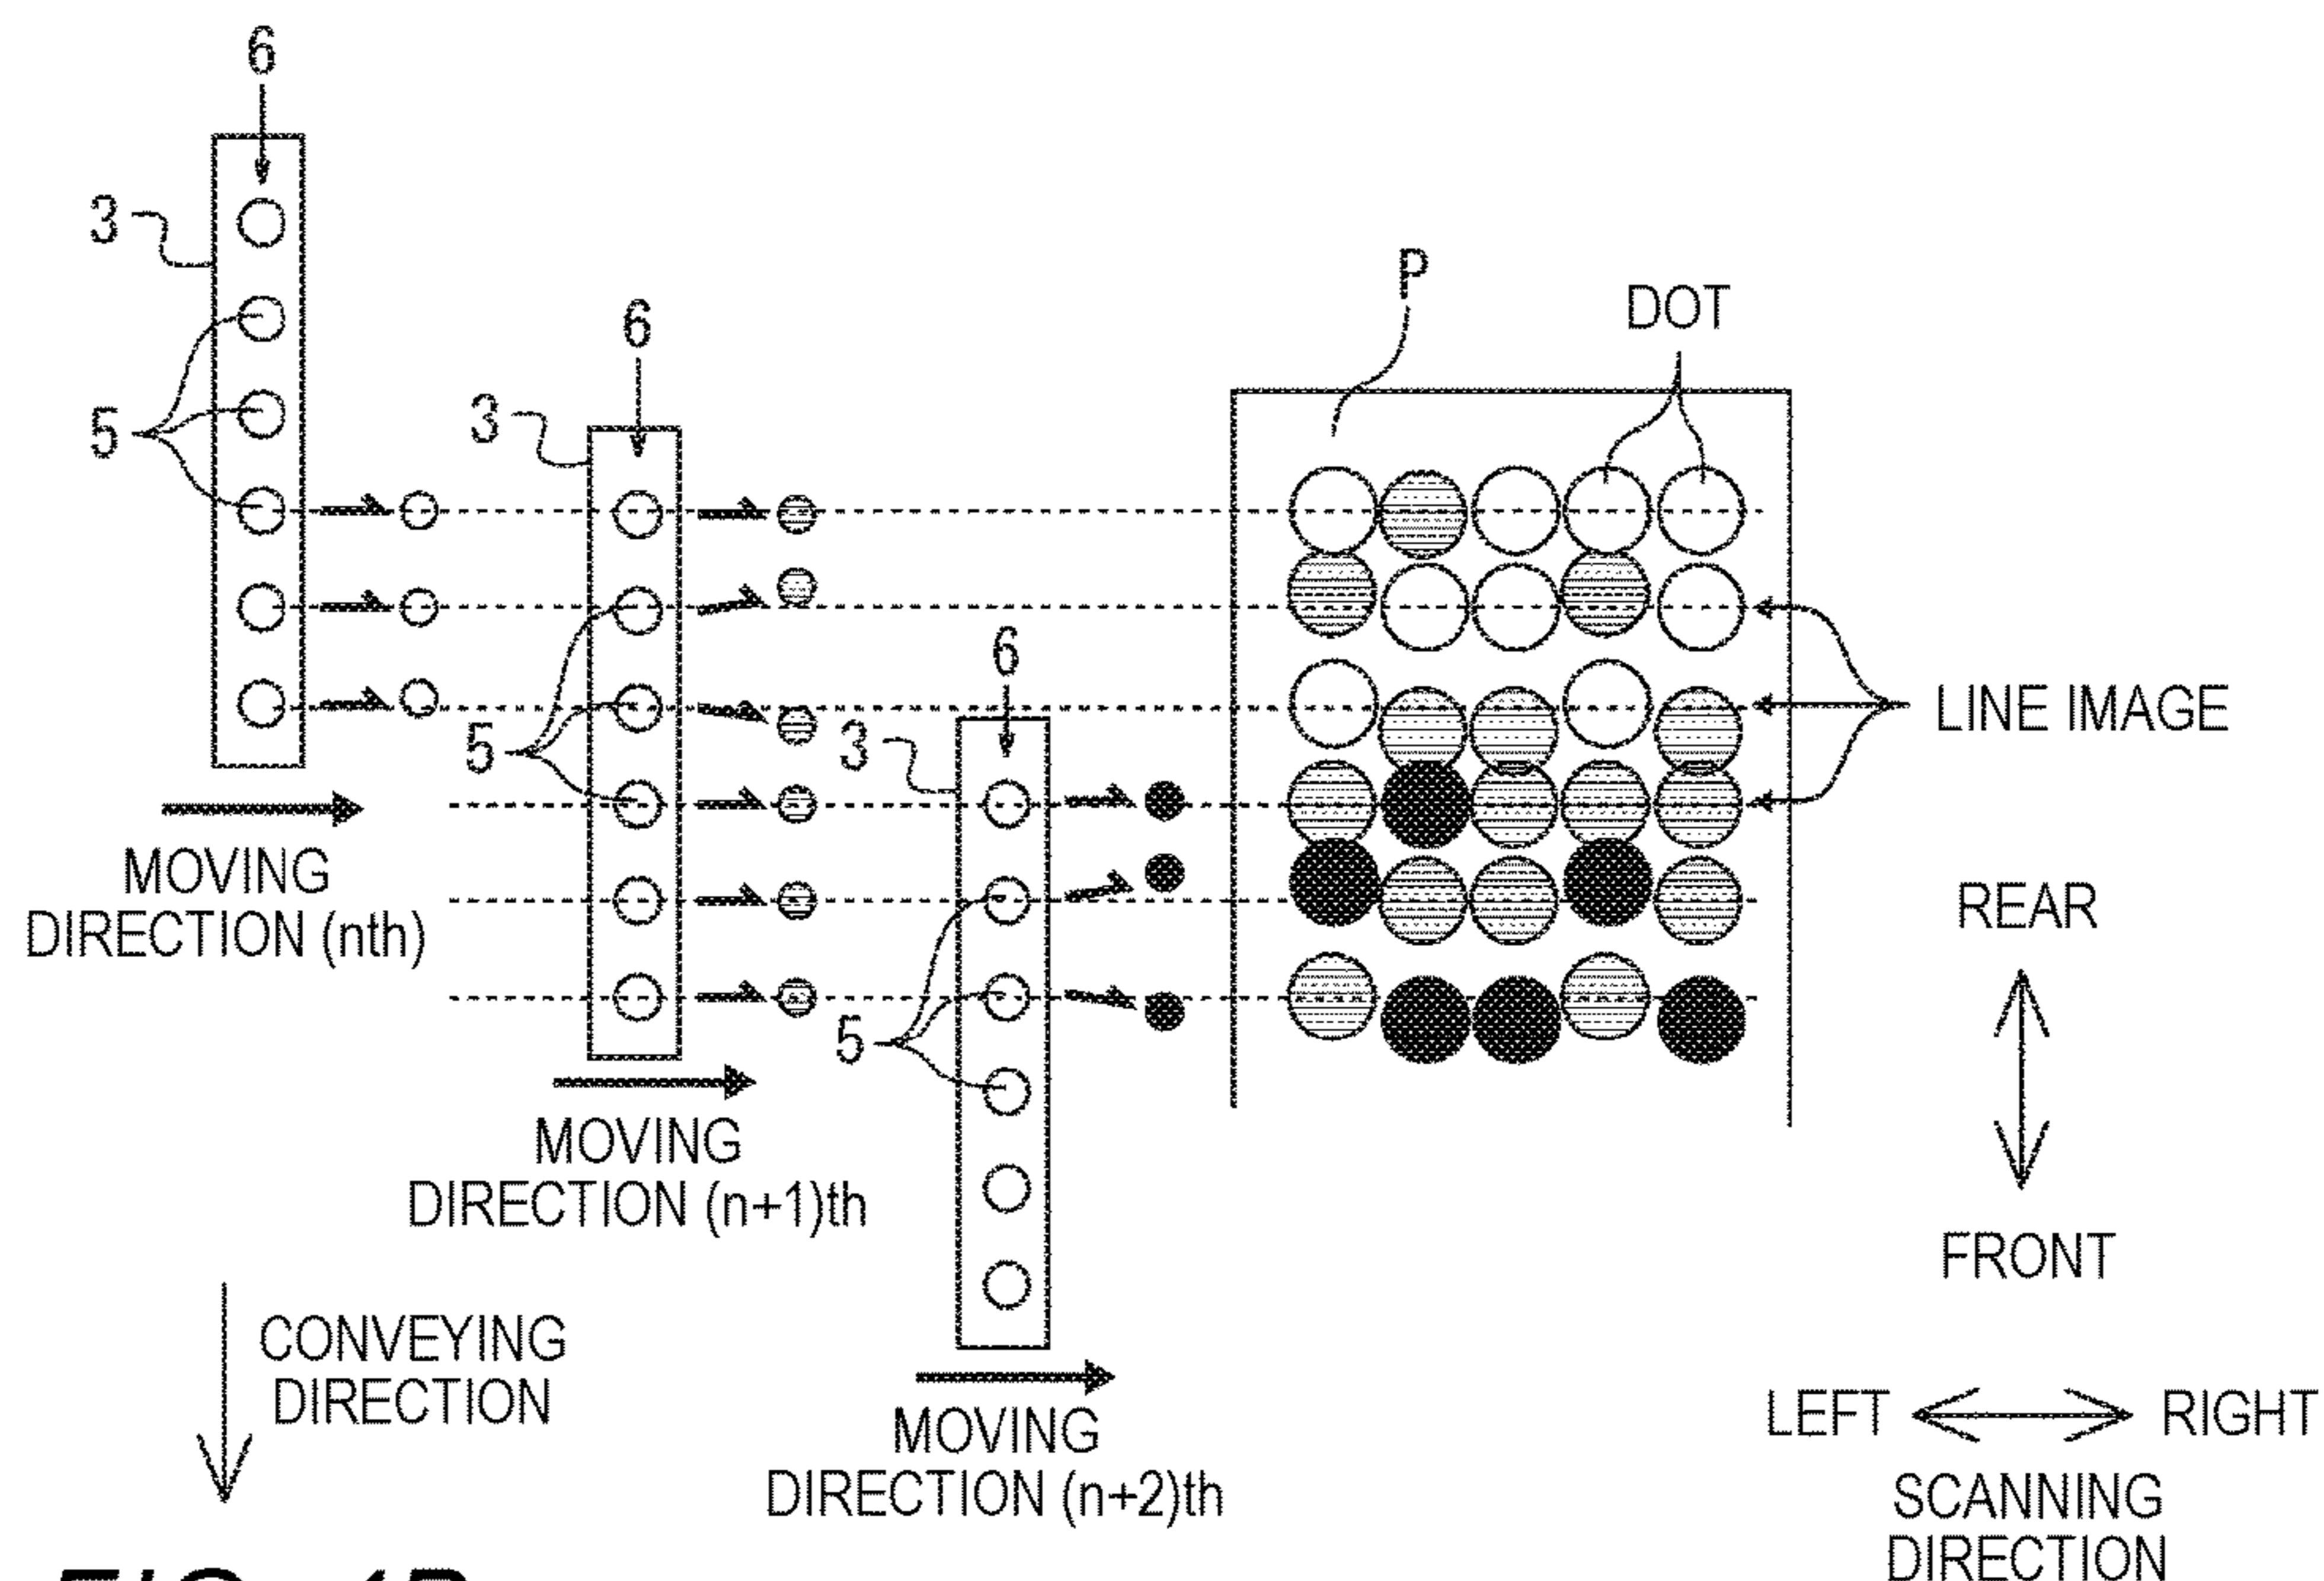 6
3
5
6
3
5
6
3
5
P
DOT
LINE IMAGE
MOVING
DIRECTION (nth)
MOVING
DIRECTION (n+1)th
MOVING
DIRECTION (n+2)th
CONVEYING
DIRECTION
REAR
FRONT
LEFT
RIGHT
SCANNING
DIRECTION